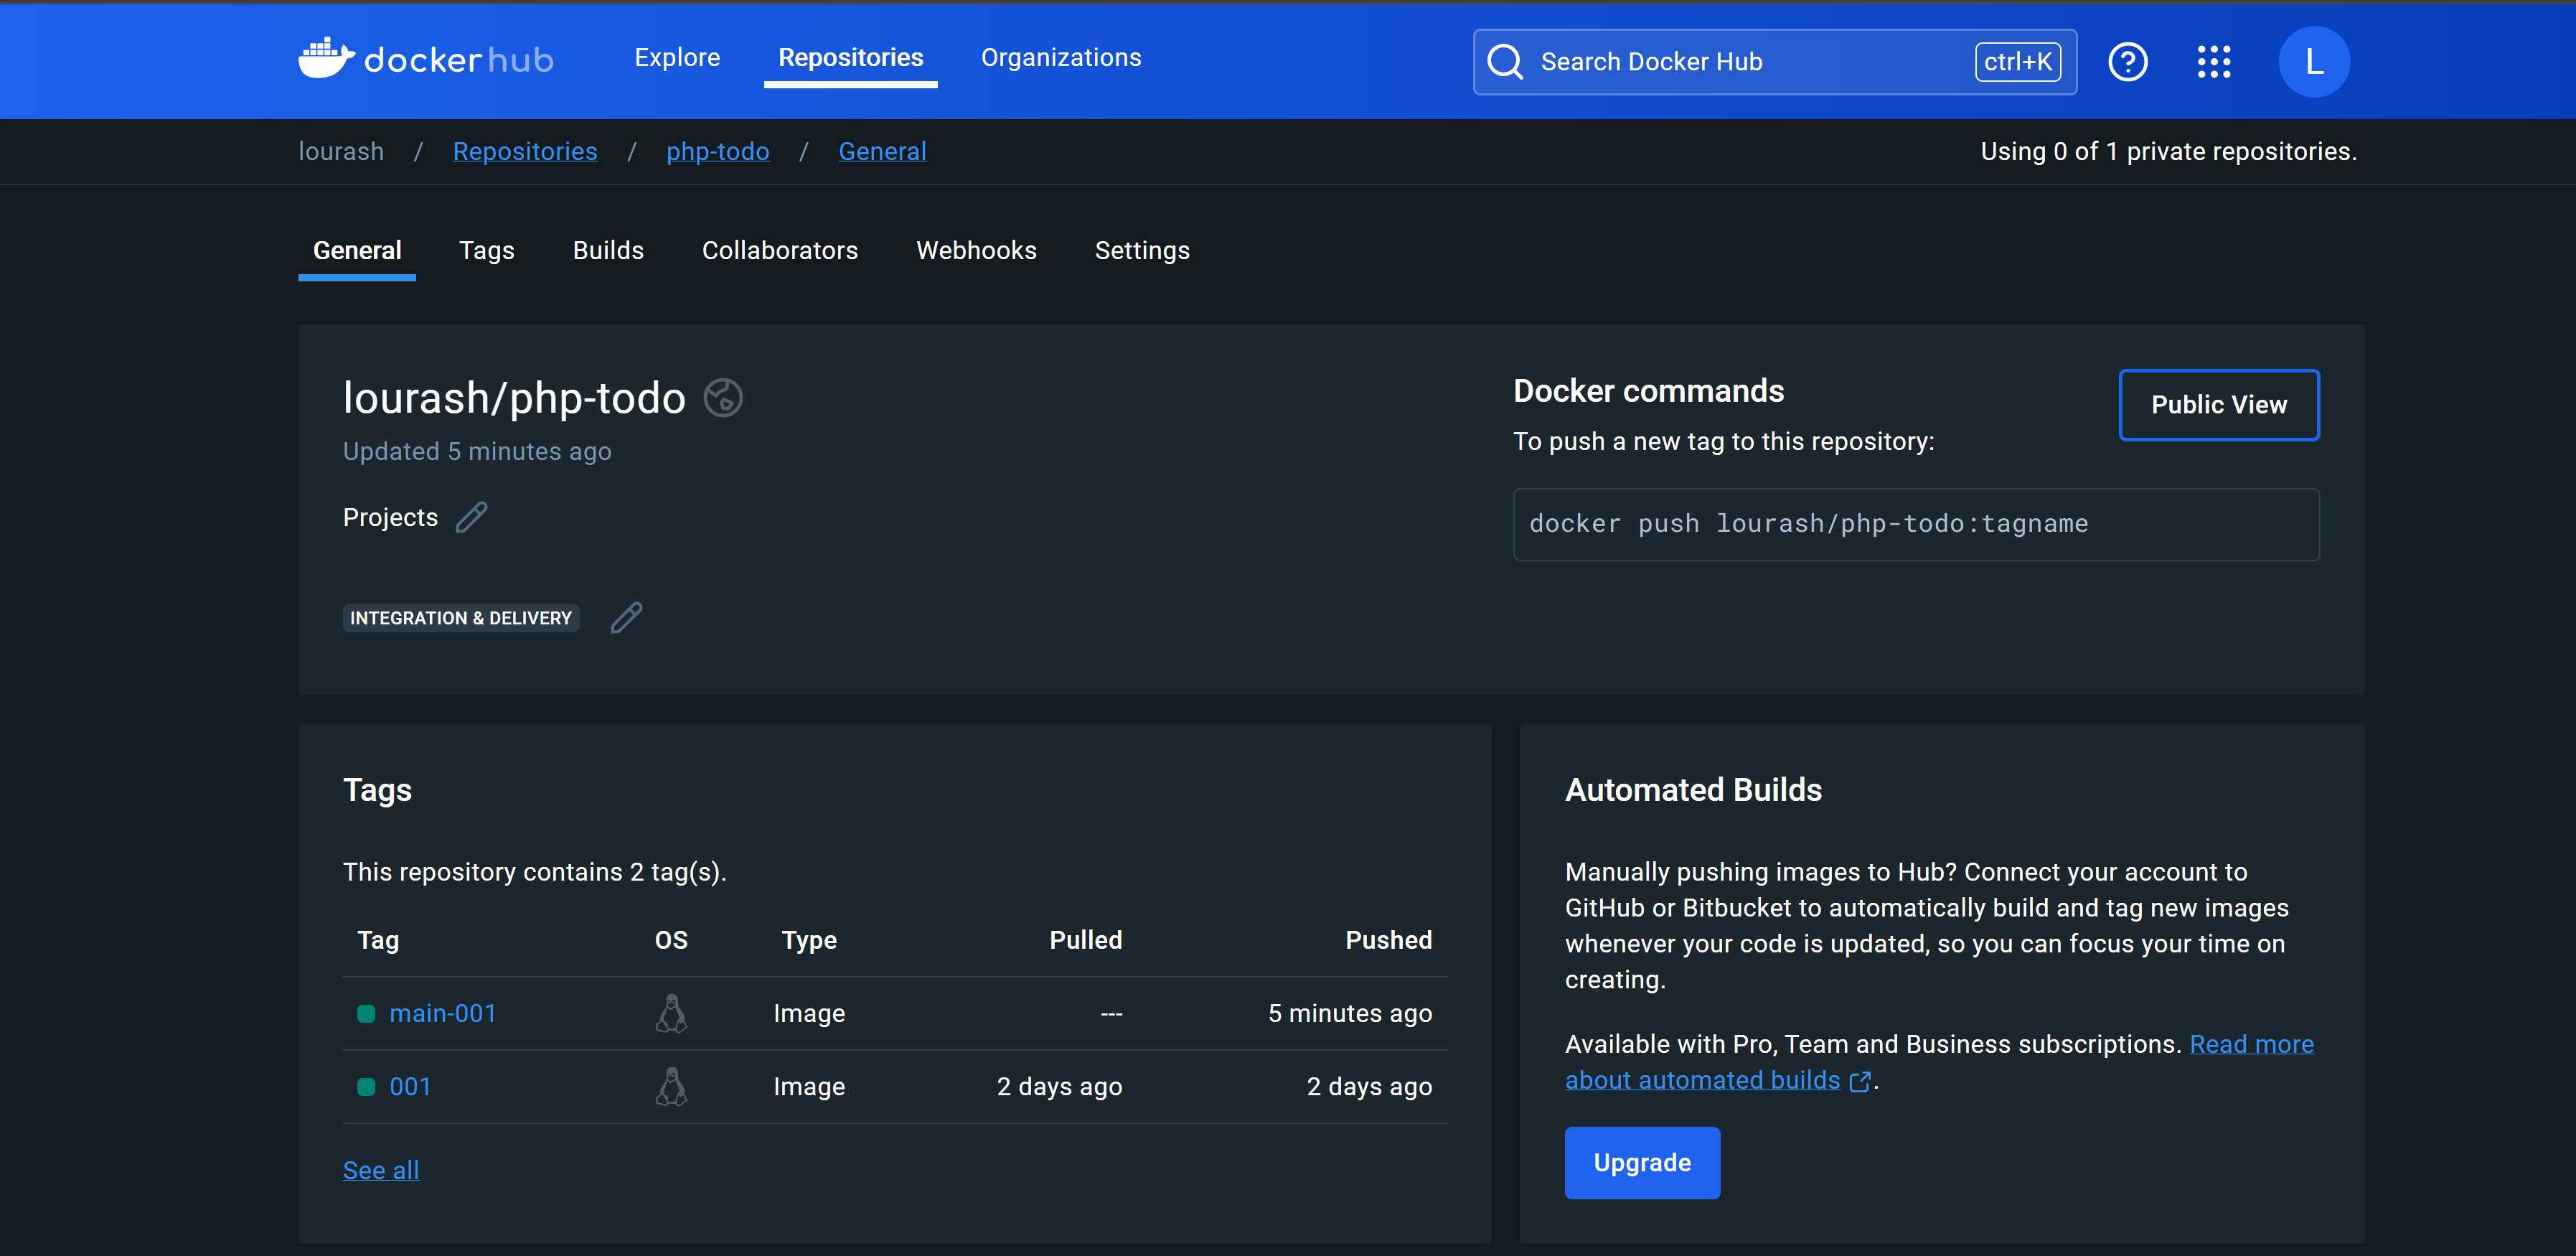 dockerhub Explore Repositories Organizations Search Docker Hub ctrl+K ? L
lourash / Repositories / php-todo / General Using 0 of 1 private repositories.
General Tags Builds Collaborators Webhooks Settings
lourash/php-todo
Updated 5 minutes ago
Projects
INTEGRATION & DELIVERY
Docker commands
Public View
To push a new tag to this repository:
docker push lourash/php-todo:tagname
Tags
This repository contains 2 tag(s).
Tag OS Type Pulled Pushed
main-001 Image --- 5 minutes ago
001 Image 2 days ago 2 days ago
See all
Automated Builds
Manually pushing images to Hub? Connect your account to
GitHub or Bitbucket to automatically build and tag new images
whenever your code is updated, so you can focus your time on
creating.
Available with Pro, Team and Business subscriptions. Read more
about automated builds .
Upgrade